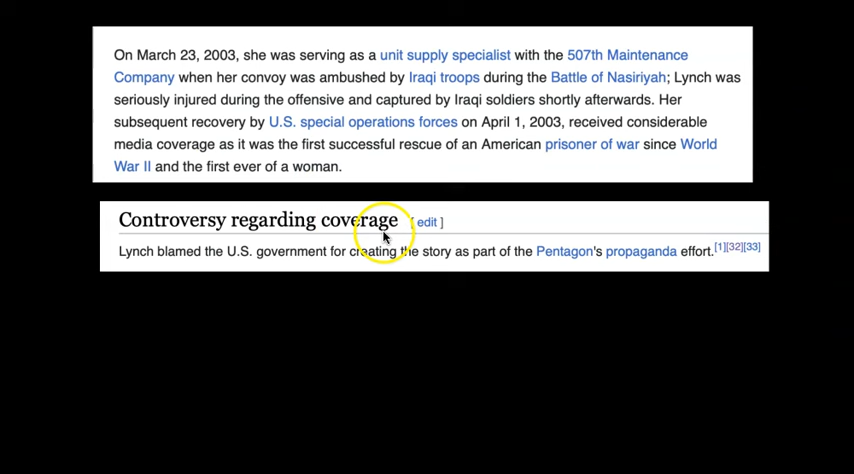 On March 23, 2003, she was serving as a unit supply specialist with the 507th Maintenance
Company when her convoy was ambushed by Iraqi troops during the Battle of Nasiriyah; Lynch was
seriously injured during the offensive and captured by Iraqi soldiers shortly afterwards. Her
subsequent recovery by U.S. special operations forces on April 1, 2003, received considerable
media coverage as it was the first successful rescue of an American prisoner of war since World
War II and the first ever of a woman.
Controversy regarding coverage [ edit ]
Lynch blamed the U.S. government for creating the story as part of the Pentagon's propaganda effort.[1][32][33]